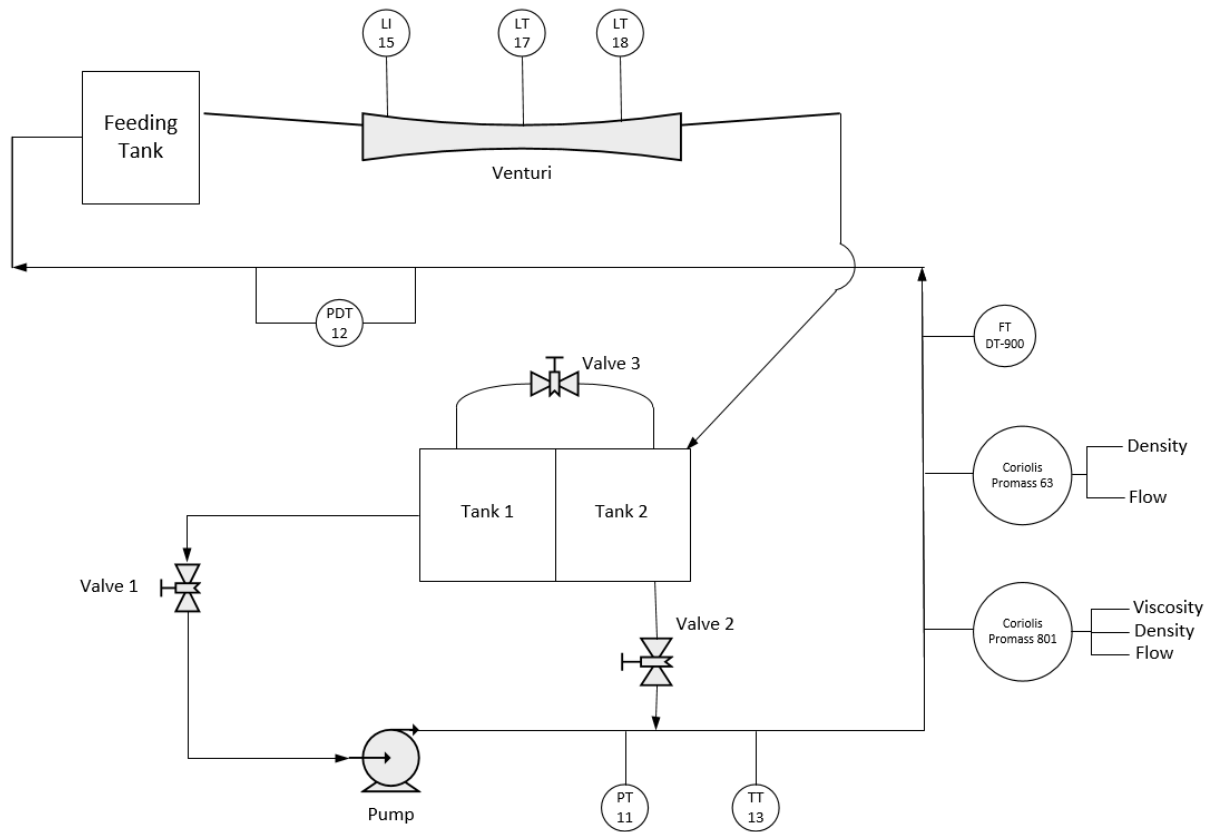 LI
15
LT
17
LT
18
Feeding
Tank
Venturi
PDT
12
FT
DT-900
Valve 3
Coriolis
Promass 63
Density
Flow
Tank 1
Tank 2
Valve 1
Valve 2
Coriolis
Promass 801
Viscosity
Density
Flow
Pump
PT
11
TT
13